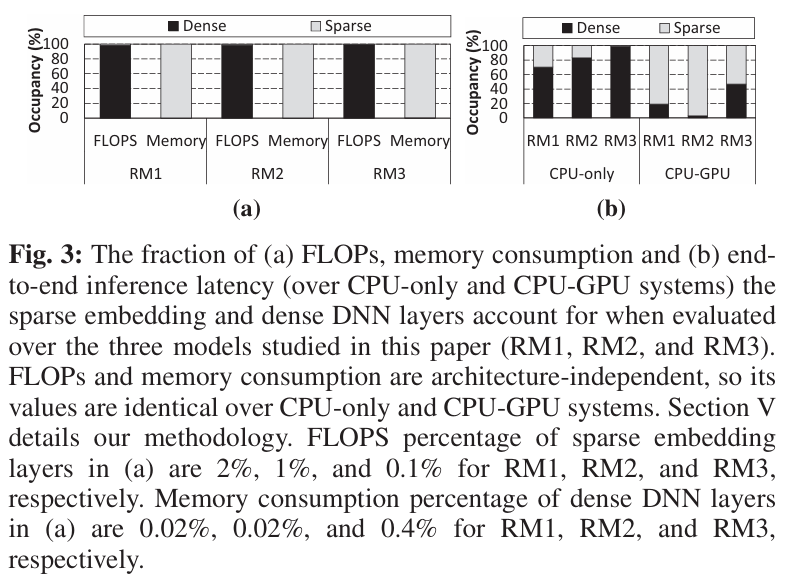 Dense Sparse
Occupancy (%)
100
80
60
40
20
0
FLOPS Memory FLOPS Memory FLOPS Memory
RM1 RM2 RM3
(a)
Dense Sparse
Occupancy (%)
100
80
60
40
20
0
RM1 RM2 RM3 RM1 RM2 RM3
CPU-only CPU-GPU
(b)
Fig. 3: The fraction of (a) FLOPs, memory consumption and (b) end-
to-end inference latency (over CPU-only and CPU-GPU systems) the
sparse embedding and dense DNN layers account for when evaluated
over the three models studied in this paper (RM1, RM2, and RM3).
FLOPs and memory consumption are architecture-independent, so its
values are identical over CPU-only and CPU-GPU systems. Section V
details our methodology. FLOPS percentage of sparse embedding
layers in (a) are 2%, 1%, and 0.1% for RM1, RM2, and RM3,
respectively. Memory consumption percentage of dense DNN layers
in (a) are 0.02%, 0.02%, and 0.4% for RM1, RM2, and RM3,
respectively.